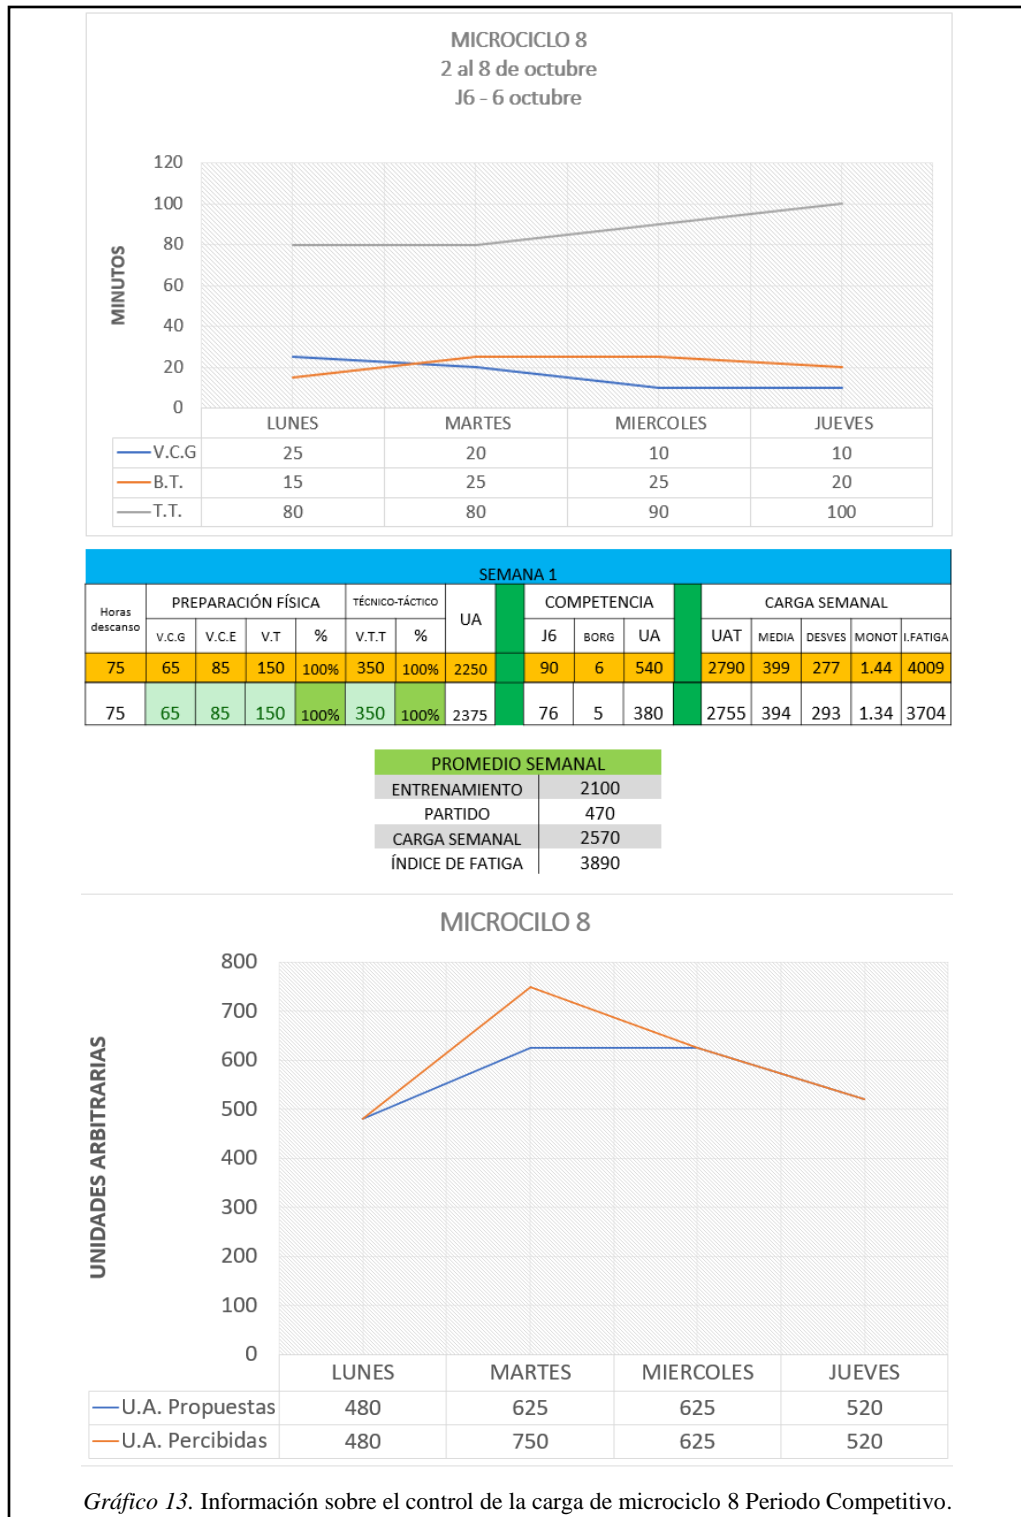 MICROCICLO 8
2 al 8 de octubre
J6 - 6 octubre
120
100
80
60
40
20
0
MINUTOS
LUNES MARTES MIERCOLES JUEVES
V.C.G 25 20 10 10
B.T. 15 25 25 20
T.T. 80 80 90 100
SEMANA 1
Horas descanso PREPARACIÓN FÍSICA TÉCNICO-TÁCTICO UA COMPETENCIA CARGA SEMANAL
V.C.G V.C.E V.T % V.T.T % J6 BORG UA UAT MEDIA DESVES MONOT I.FATIGA
75 65 85 150 100% 350 100% 2250 90 6 540 2790 399 277 1.44 4009
75 65 85 150 100% 350 100% 2375 76 5 380 2755 394 293 1.34 3704
PROMEDIO SEMANAL
ENTRENAMIENTO 2100
PARTIDO 470
CARGA SEMANAL 2570
ÍNDICE DE FATIGA 3890
MICROCILO 8
800
700
600
500
400
300
200
100
0
UNIDADES ARBITRARIAS
LUNES MARTES MIERCOLES JUEVES
U.A. Propuestas 480 625 625 520
U.A. Percibidas 480 750 625 520
Gráfico 13. Información sobre el control de la carga de microciclo 8 Periodo Competitivo.